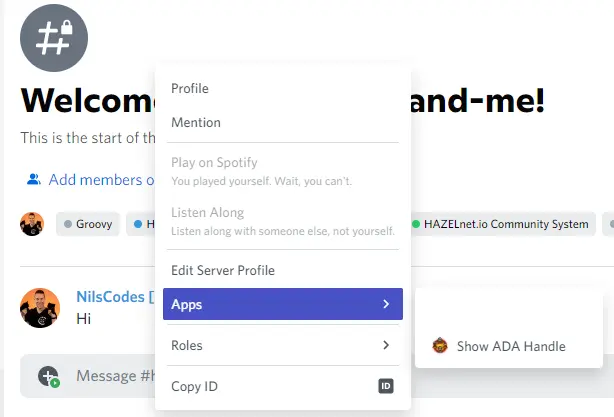 Welcom and-me!
This is the start of th
Add members o
Groovy H HAZELnet.io Community System
NilsCodes [
Hi
Message #h
Profile
Mention
Play on Spotify
You played yourself. Wait, you can't.
Listen Along
Listen along with someone else, not yourself.
Edit Server Profile
Apps
Show ADA Handle
Roles
Copy ID ID